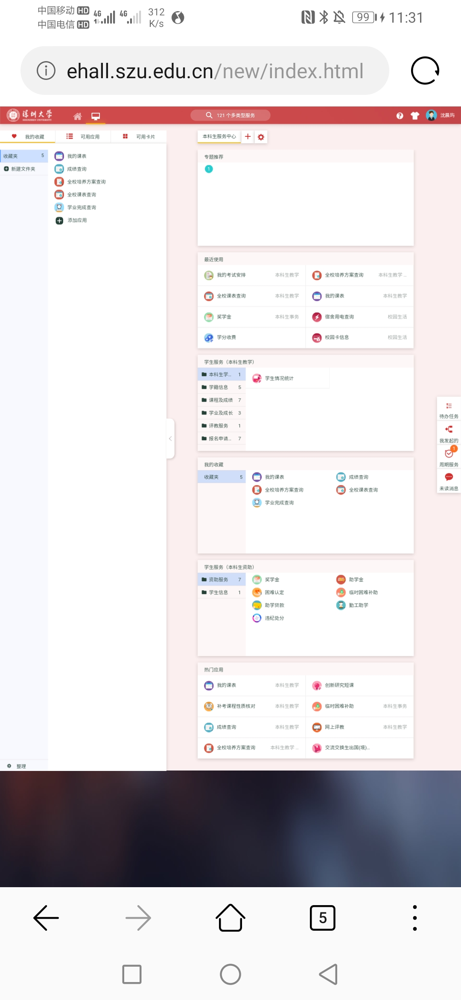 中国移动 HD 4G 4G 312 K/s 99 11:31
中国电信 HD
ehall.szu.edu.cn/new/index.html
深圳大学 121 个多类型服务 沈晨玙
SHENZHEN UNIVERSITY
我的收藏 可用应用 可用卡片
收藏夹 5
新建文件夹
我的课表
成绩查询
全校培养方案查询
全校课表查询
学业完成查询
添加应用
整理
本科生服务中心
专题推荐
1
最近使用
我的考试安排 本科生教学 全校培养方案查询 本科生教学 ...
全校课表查询 本科生教学 我的课表 本科生教学
奖学金 本科生事务 宿舍用电查询 校园生活
学分收费 校园卡信息 校园生活
学生服务（本科生教学）
本科生学... 1
学籍信息 5
课程及成绩 7
学业及成长 3
评教服务 1
报名申请... 7
学生情况统计
我的收藏
收藏夹 5
我的课表 成绩查询
全校培养方案查询 全校课表查询
学业完成查询
学生服务（本科生资助）
资助服务 7
学生信息 1
奖学金 助学金
困难认定 临时困难补助
助学贷款 勤工助学
违纪处分
热门应用
我的课表 本科生教学 创新研究短课
补考课程性质核对 本科生教学 临时困难补助 本科生事务
成绩查询 本科生教学 网上评教 本科生教学
全校培养方案查询 本科生教学 ... 交流交换生出国(境)...
待办任务
我发起的
1
周期服务
未读消息
5